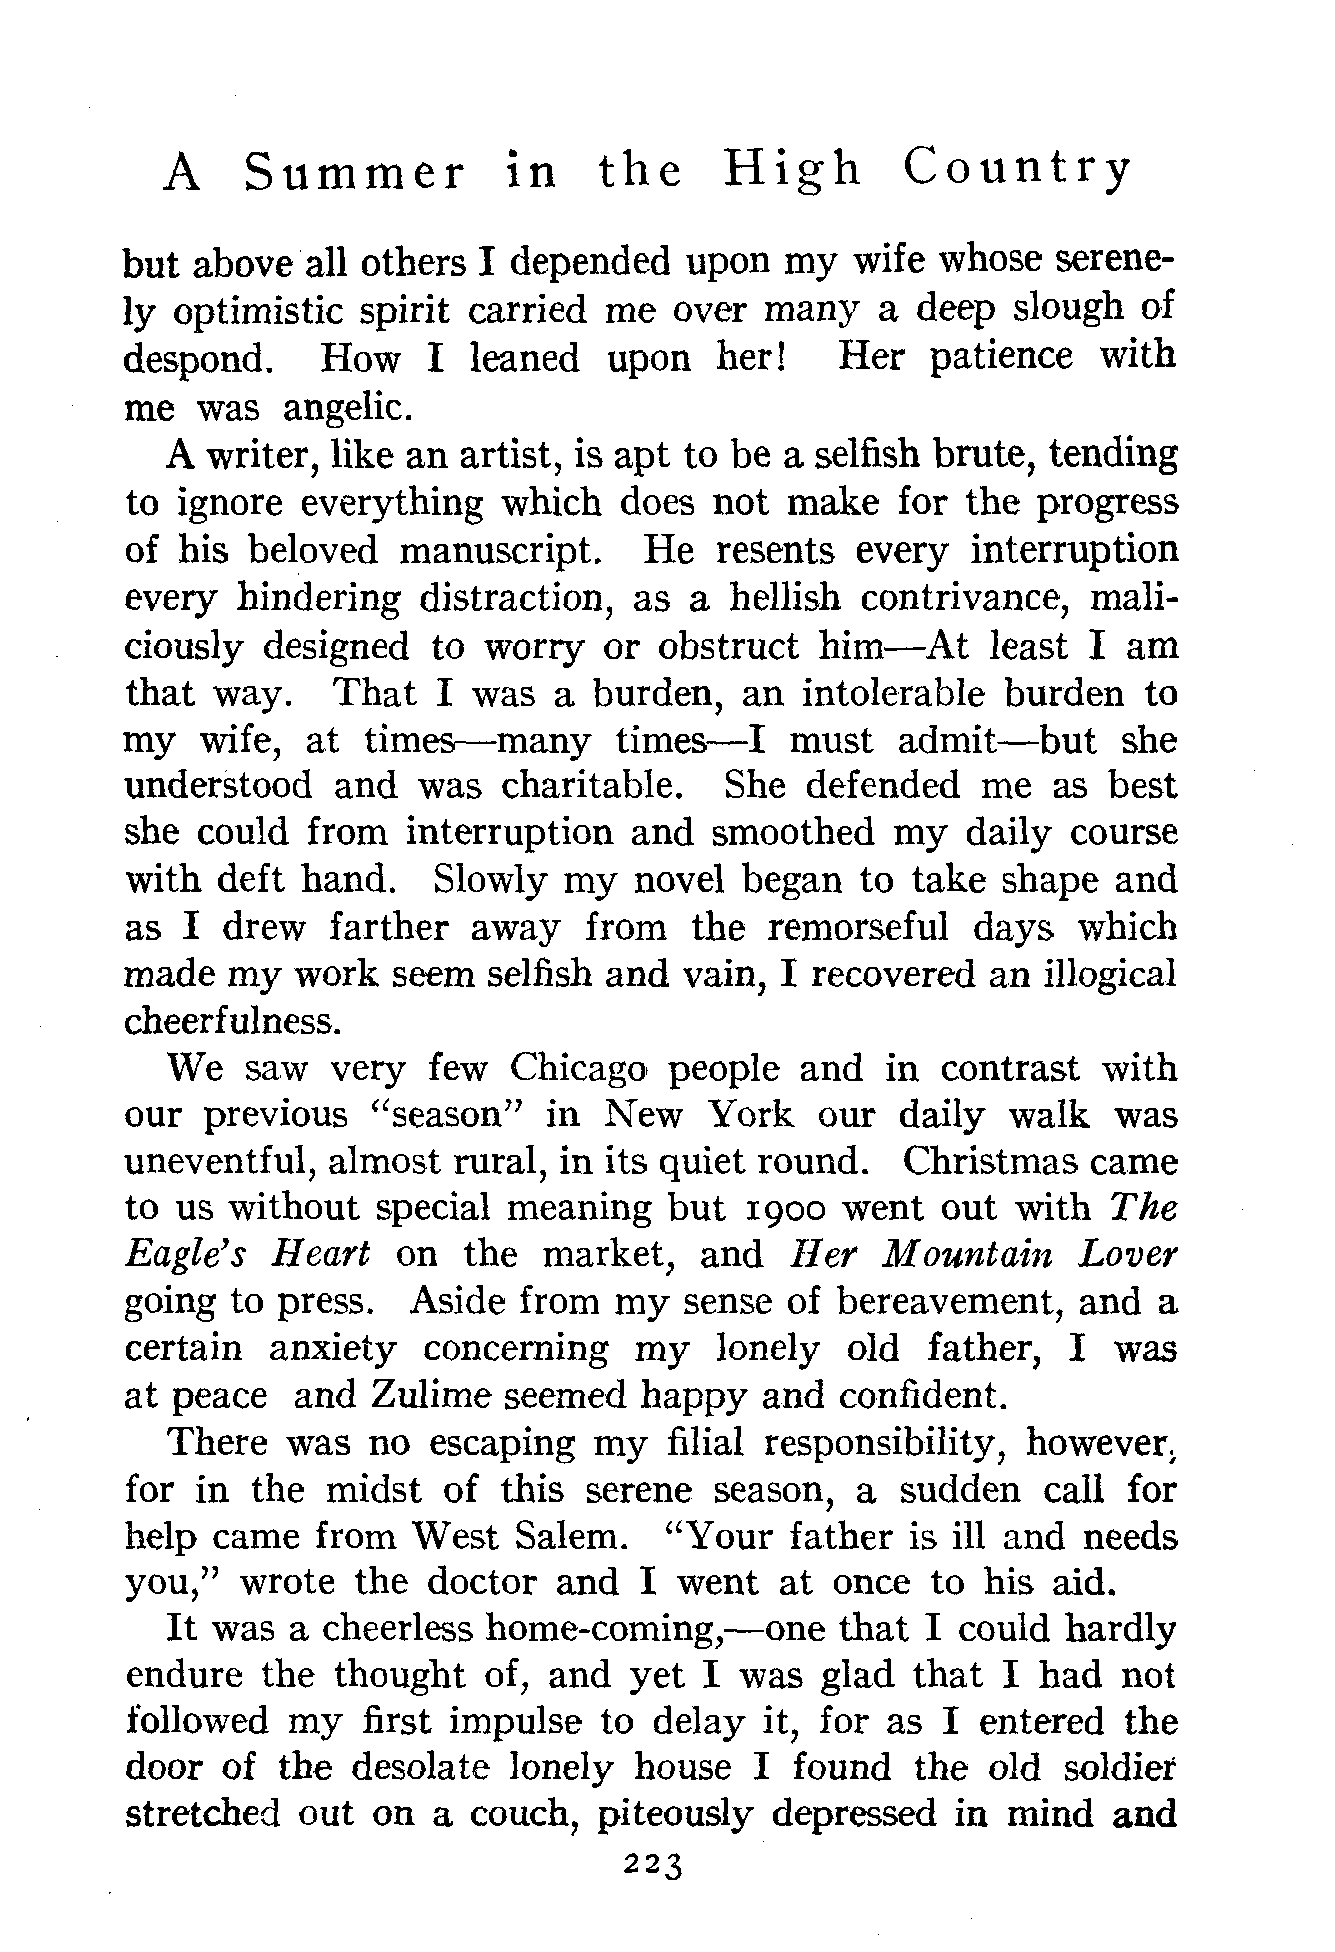 A Summer in the High Country
but above all others I depended upon my wife whose serene-
ly optimistic spirit carried me over many a deep slough of
despond. How I leaned upon her! Her patience with
me was angelic.
A writer, like an artist, is apt to be a selfish brute, tending
to ignore everything which does not make for the progress
of his beloved manuscript. He resents every interruption
every hindering distraction, as a hellish contrivance, mali-
ciously designed to worry or obstruct him—At least I am
that way. That I was a burden, an intolerable burden to
my wife, at times—many times—I must admit—but she
understood and was charitable. She defended me as best
she could from interruption and smoothed my daily course
with deft hand. Slowly my novel began to take shape and
as I drew farther away from the remorseful days which
made my work seem selfish and vain, I recovered an illogical
cheerfulness.
We saw very few Chicago people and in contrast with
our previous “season” in New York our daily walk was
uneventful, almost rural, in its quiet round. Christmas came
to us without special meaning but 1900 went out with The
Eagle’s Heart on the market, and Her Mountain Lover
going to press. Aside from my sense of bereavement, and a
certain anxiety concerning my lonely old father, I was
at peace and Zulime seemed happy and confident.
There was no escaping my filial responsibility, however,
for in the midst of this serene season, a sudden call for
help came from West Salem. “Your father is ill and needs
you,” wrote the doctor and I went at once to his aid.
It was a cheerless home-coming,—one that I could hardly
endure the thought of, and yet I was glad that I had not
followed my first impulse to delay it, for as I entered the
door of the desolate lonely house I found the old soldier
stretched out on a couch, piteously depressed in mind and
223